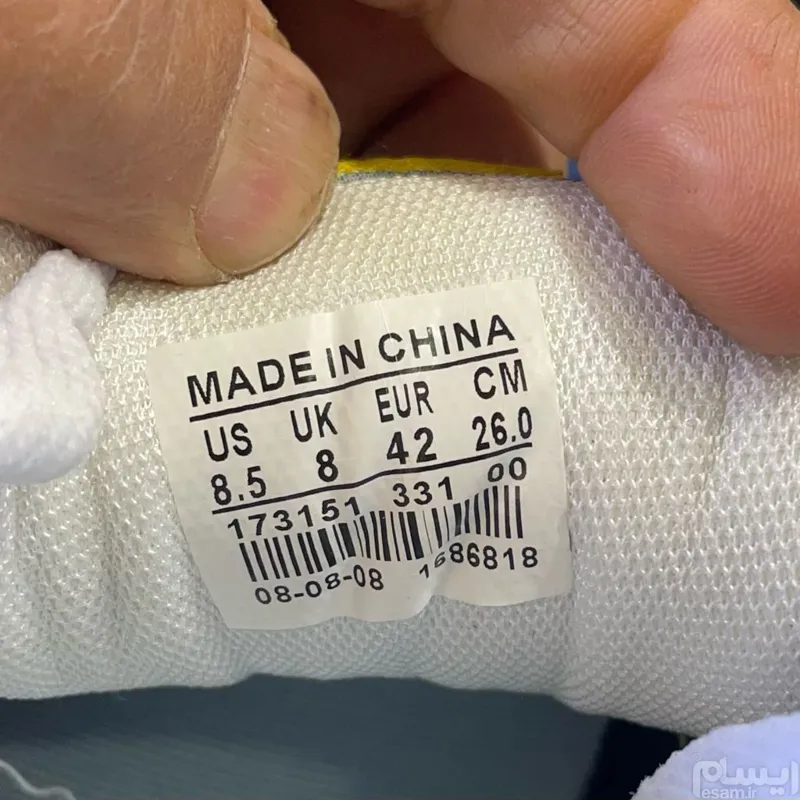 MADE IN CHINA
US UK EUR CM
8.5 8 42 26.0
173151 331 00
08-08-08 1686818
ایسام
esam.ir